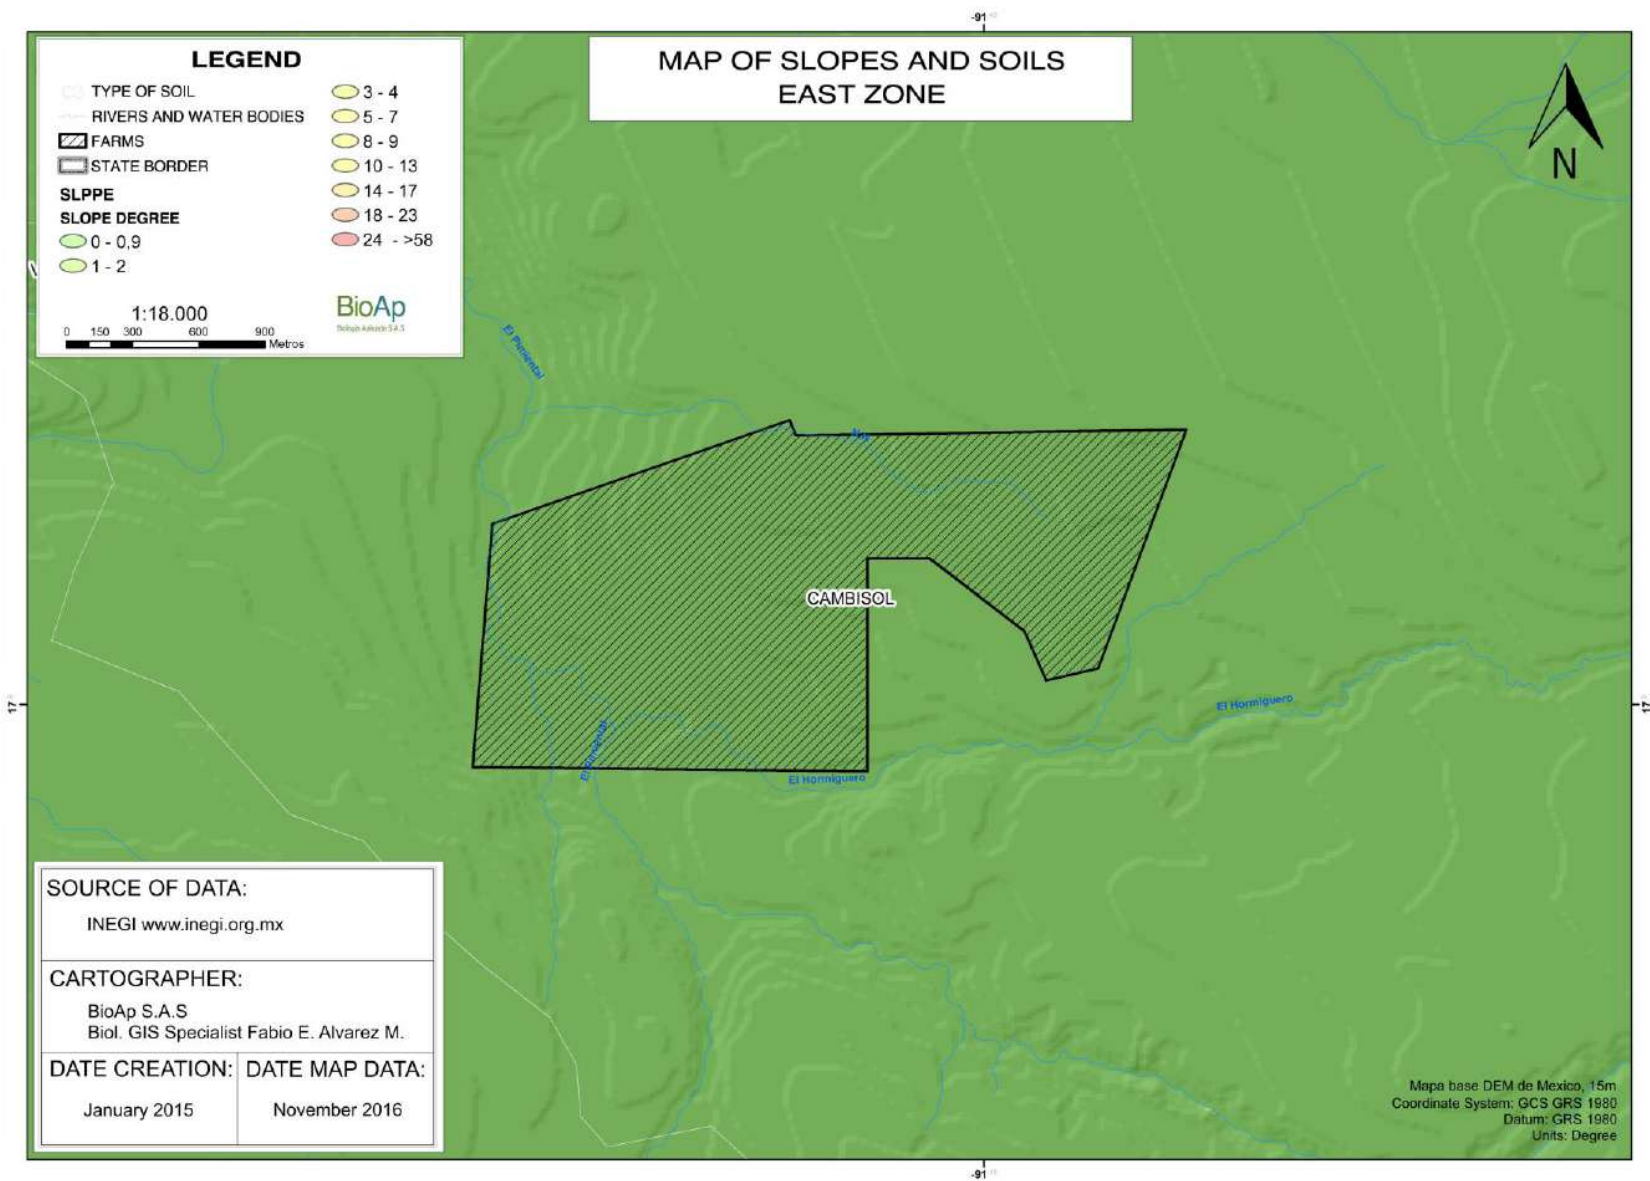 -91
LEGEND
TYPE OF SOIL
RIVERS AND WATER BODIES
FARMS
STATE BORDER
SLPPE
SLOPE DEGREE
0 - 0,9
1 - 2
3 - 4
5 - 7
8 - 9
10 - 13
14 - 17
18 - 23
24 - >58
1:18.000
0 150 300 600 900
Metros
BioAp
MAP OF SLOPES AND SOILS
EAST ZONE
N
El Pimental
CAMBISOL
17
17
El Hormiguero
El Pimental
El Hormiguero
SOURCE OF DATA:
INEGI www.inegi.org.mx
CARTOGRAPHER:
BioAp S.A.S
Biol. GIS Specialist Fabio E. Alvarez M.
DATE CREATION:
January 2015
DATE MAP DATA:
November 2016
Mapa base DEM de Mexico, 15m
Coordinate System: GCS GRS 1980
Datum: GRS 1980
Units: Degree
-91